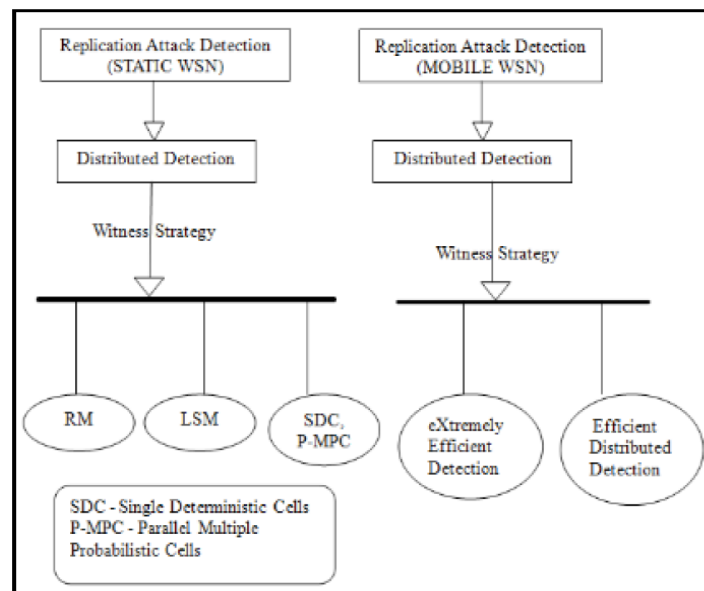 Replication Attack Detection
(STATIC WSN)
Replication Attack Detection
(MOBILE WSN)
Distributed Detection
Distributed Detection
Witness Strategy
Witness Strategy
RM
LSM
SDC,
P-MPC
eXtremely
Efficient
Detection
Efficient
Distributed
Detection
SDC - Single Deterministic Cells
P-MPC - Parallel Multiple
Probabilistic Cells